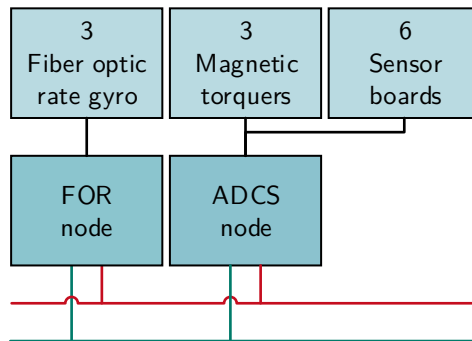 3
Fiber optic
rate gyro
3
Magnetic
torquers
6
Sensor
boards
FOR
node
ADCS
node